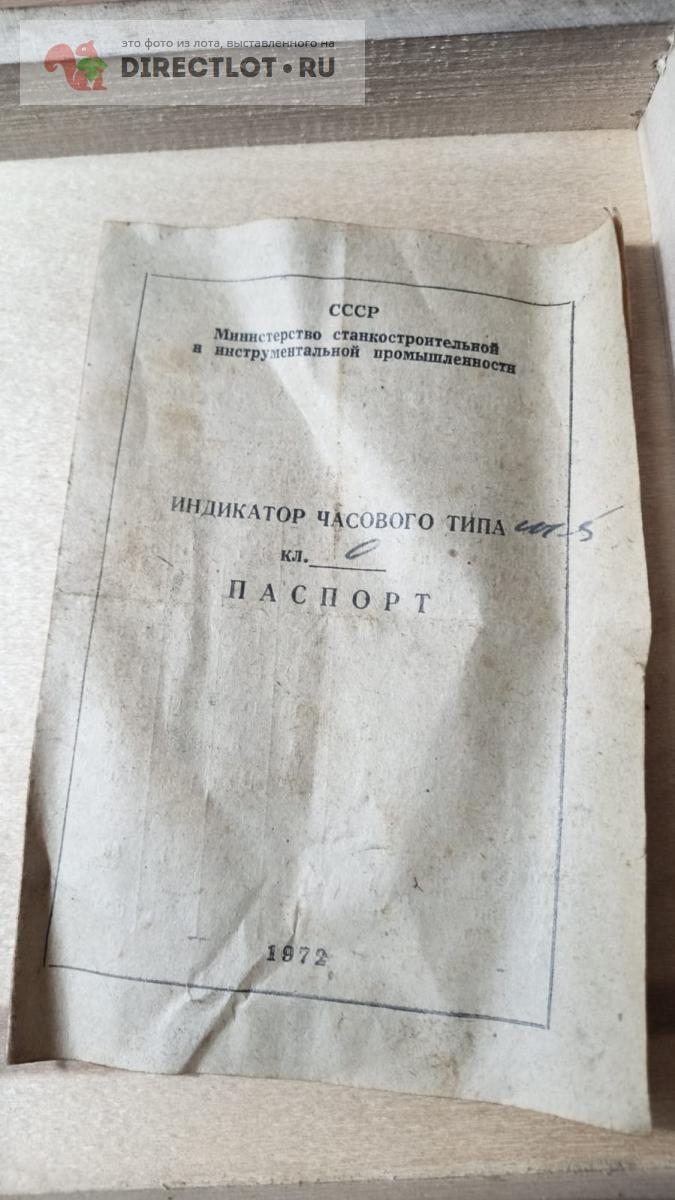 это фото из лота, выставленного на
DIRECTLOT.RU
СССР
Министерство станкостроительной
и инструментальной промышленности
ИНДИКАТОР ЧАСОВОГО ТИПА
кл. 0
ПАСПОРТ
1972